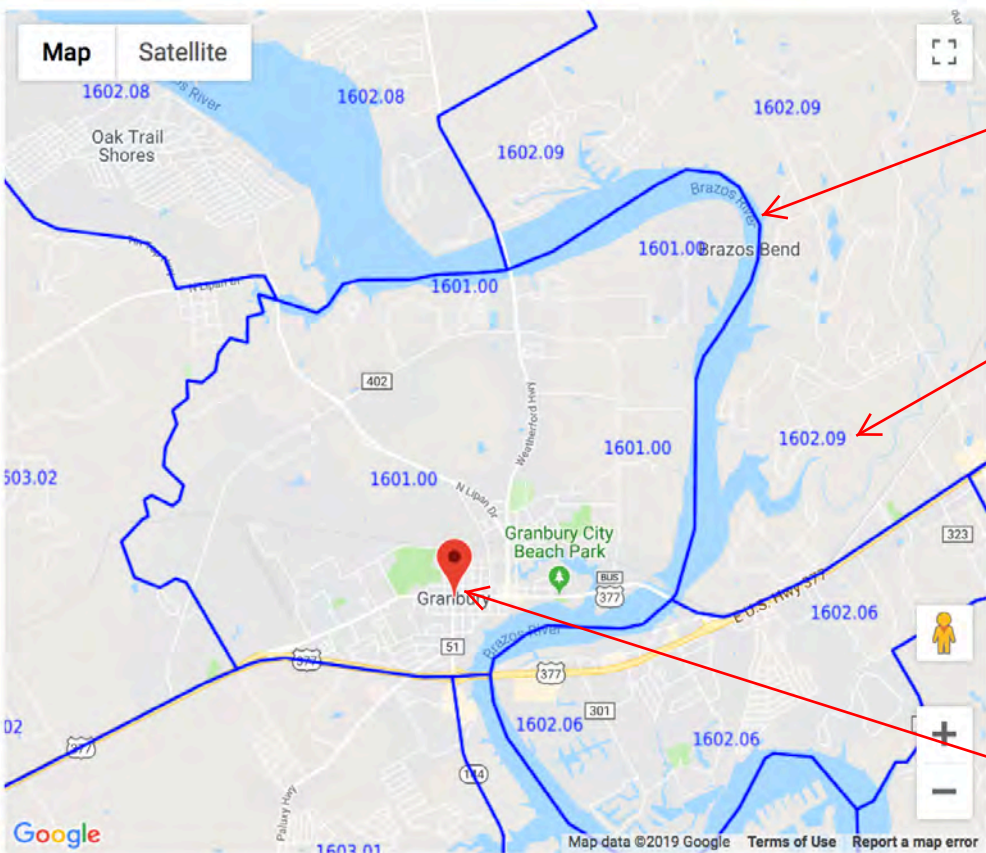 Map Satellite
1602.08
1602.08
Oak Trail
Shores
1602.09
1602.09
Brazos River
1601.00
Brazos Bend
1601.00
N Lipan Dr
402
Weatherford Hwy
1601.00
1602.09
603.02
1601.00
N Lipan Dr
Granbury City
Beach Park
323
BUS
377
Granbury
E U.S. Hwy 377
1602.06
51
Brazos River
377
377
02
301
1602.06
1602.06
377
144
Paluxy Hwy
+
−
Google
1603.01
Map data ©2019 Google Terms of Use Report a map error